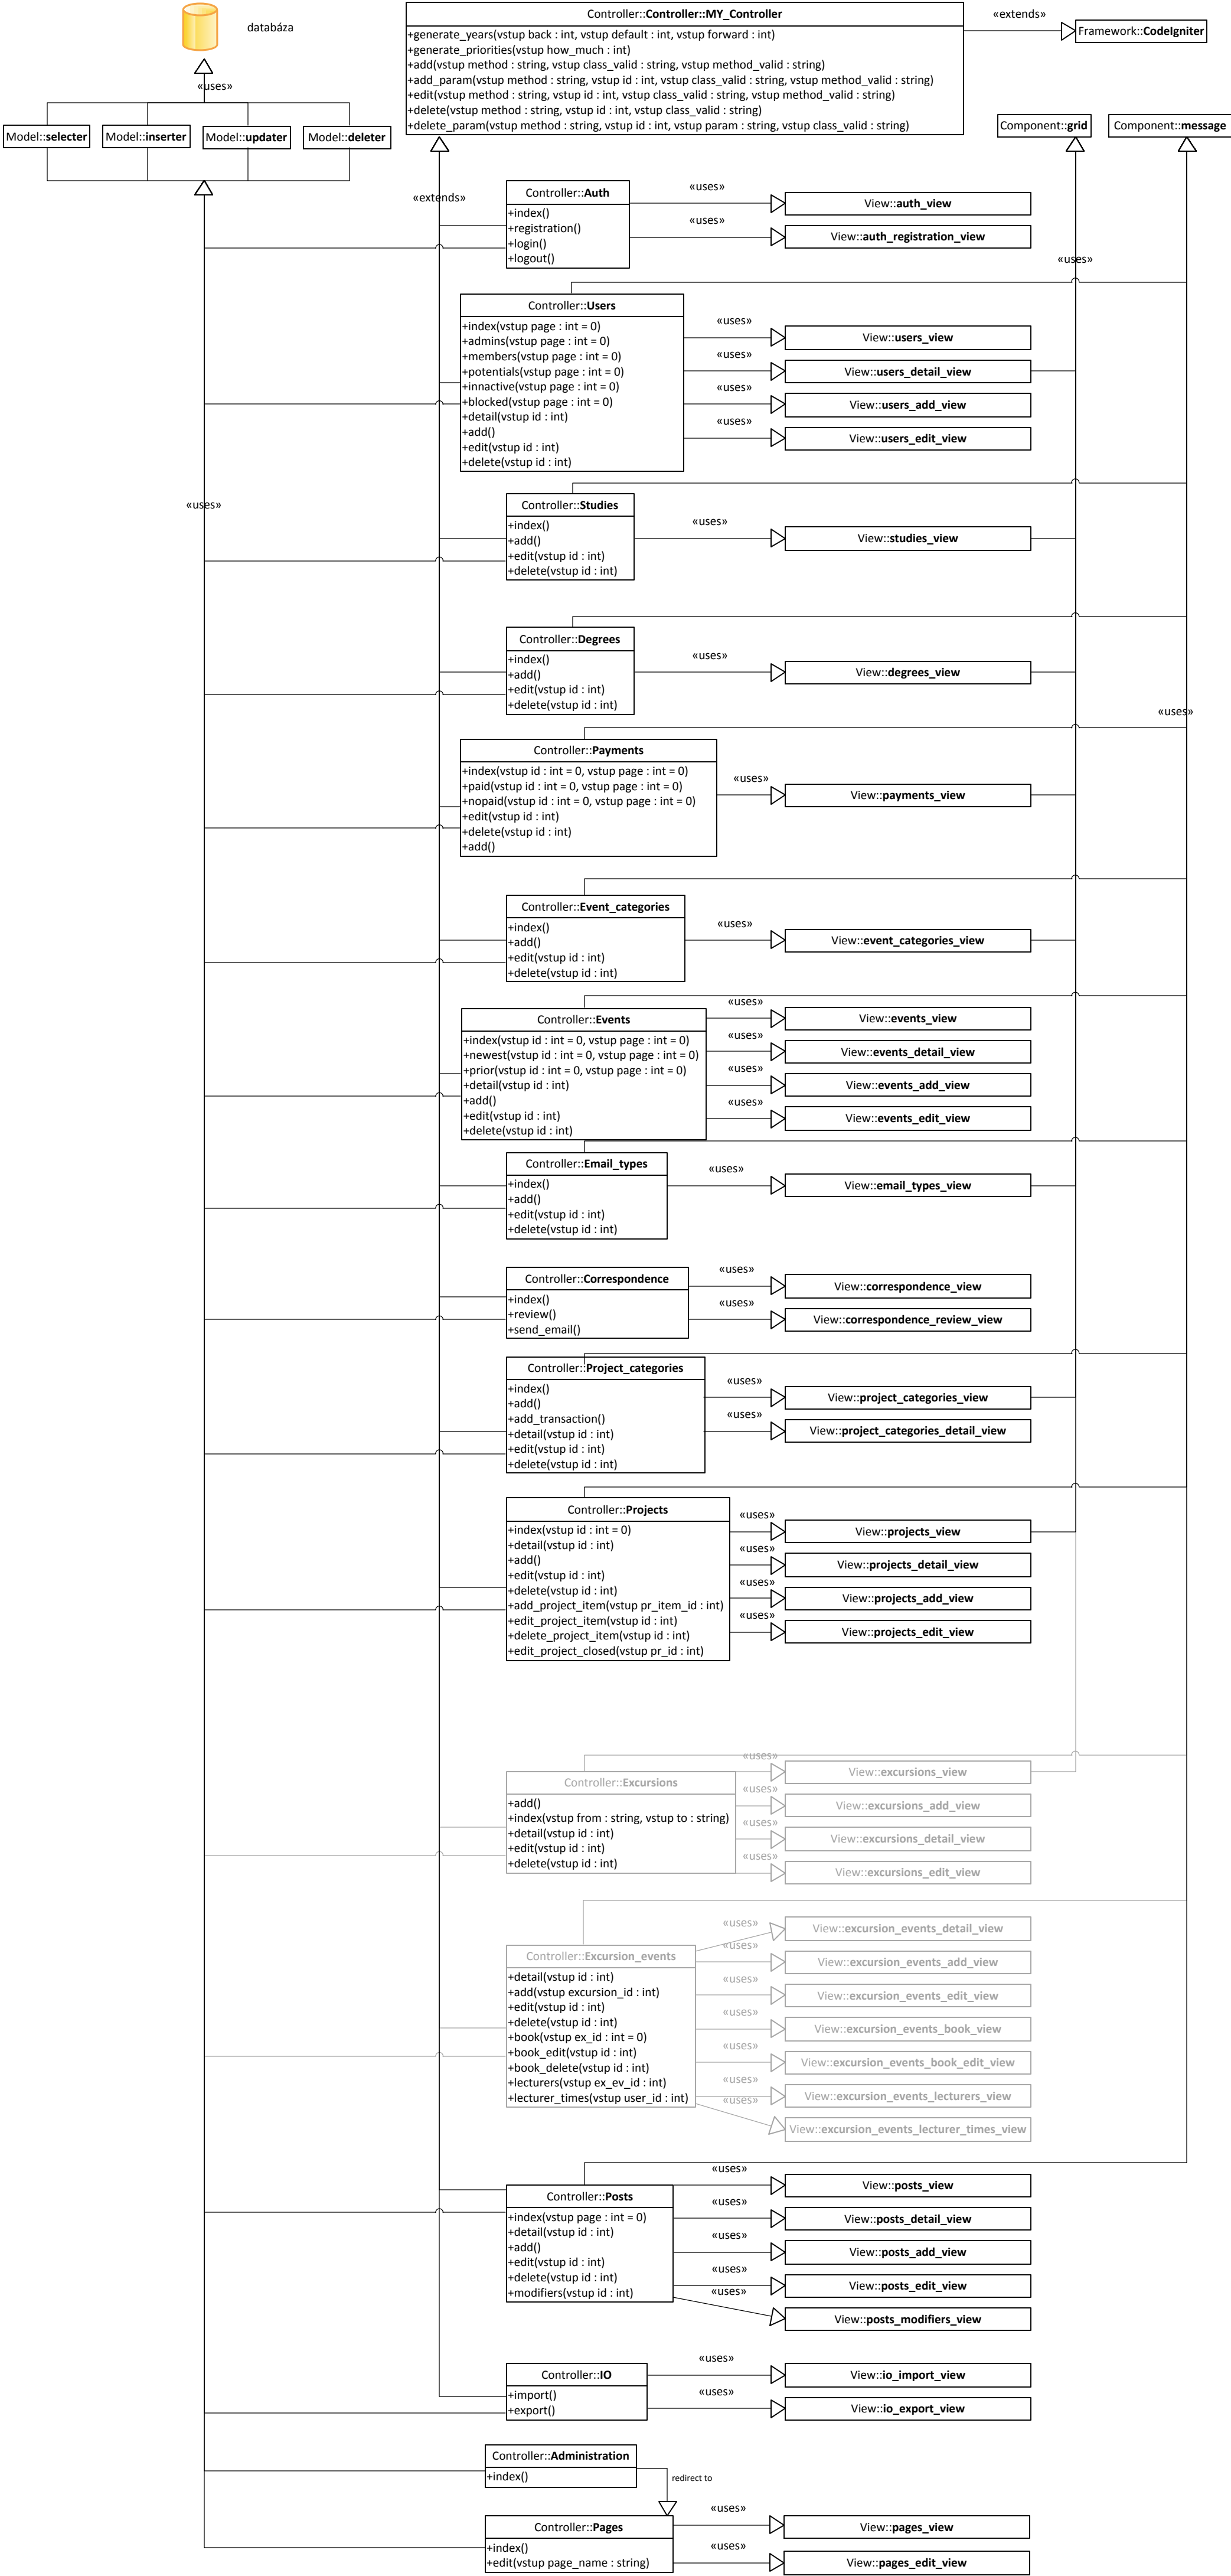 databáza
«uses»
Model::selecter
Model::inserter
Model::updater
Model::deleter
Controller::Controller::MY_Controller
+generate_years(vstup back : int, vstup default : int, vstup forward : int)
+generate_priorities(vstup how_much : int)
+add(vstup method : string, vstup class_valid : string, vstup method_valid : string)
+add_param(vstup method : string, vstup id : int, vstup class_valid : string, vstup method_valid : string)
+edit(vstup method : string, vstup id : int, vstup class_valid : string, vstup method_valid : string)
+delete(vstup method : string, vstup id : int, vstup class_valid : string)
+delete_param(vstup method : string, vstup id : int, vstup param : string, vstup class_valid : string)
«extends»
Framework::CodeIgniter
Component::grid
Component::message
«extends»
Controller::Auth
+index()
+registration()
+login()
+logout()
«uses»
View::auth_view
«uses»
View::auth_registration_view
«uses»
Controller::Users
+index(vstup page : int = 0)
+admins(vstup page : int = 0)
+members(vstup page : int = 0)
+potentials(vstup page : int = 0)
+innactive(vstup page : int = 0)
+blocked(vstup page : int = 0)
+detail(vstup id : int)
+add()
+edit(vstup id : int)
+delete(vstup id : int)
«uses»
View::users_view
«uses»
View::users_detail_view
«uses»
View::users_add_view
«uses»
View::users_edit_view
«uses»
Controller::Studies
+index()
+add()
+edit(vstup id : int)
+delete(vstup id : int)
«uses»
View::studies_view
Controller::Degrees
+index()
+add()
+edit(vstup id : int)
+delete(vstup id : int)
«uses»
View::degrees_view
«uses»
Controller::Payments
+index(vstup id : int = 0, vstup page : int = 0)
+paid(vstup id : int = 0, vstup page : int = 0)
+nopaid(vstup id : int = 0, vstup page : int = 0)
+edit(vstup id : int)
+delete(vstup id : int)
+add()
«uses»
View::payments_view
Controller::Event_categories
+index()
+add()
+edit(vstup id : int)
+delete(vstup id : int)
«uses»
View::event_categories_view
Controller::Events
+index(vstup id : int = 0, vstup page : int = 0)
+newest(vstup id : int = 0, vstup page : int = 0)
+prior(vstup id : int = 0, vstup page : int = 0)
+detail(vstup id : int)
+add()
+edit(vstup id : int)
+delete(vstup id : int)
«uses»
View::events_view
«uses»
View::events_detail_view
«uses»
View::events_add_view
«uses»
View::events_edit_view
Controller::Email_types
+index()
+add()
+edit(vstup id : int)
+delete(vstup id : int)
«uses»
View::email_types_view
Controller::Correspondence
+index()
+review()
+send_email()
«uses»
View::correspondence_view
«uses»
View::correspondence_review_view
Controller::Project_categories
+index()
+add()
+add_transaction()
+detail(vstup id : int)
+edit(vstup id : int)
+delete(vstup id : int)
«uses»
View::project_categories_view
«uses»
View::project_categories_detail_view
Controller::Projects
+index(vstup id : int = 0)
+detail(vstup id : int)
+add()
+edit(vstup id : int)
+delete(vstup id : int)
+add_project_item(vstup pr_item_id : int)
+edit_project_item(vstup id : int)
+delete_project_item(vstup id : int)
+edit_project_closed(vstup pr_id : int)
«uses»
View::projects_view
«uses»
View::projects_detail_view
«uses»
View::projects_add_view
«uses»
View::projects_edit_view
Controller::Excursions
+add()
+index(vstup from : string, vstup to : string)
+detail(vstup id : int)
+edit(vstup id : int)
+delete(vstup id : int)
«uses»
View::excursions_view
«uses»
View::excursions_add_view
«uses»
View::excursions_detail_view
«uses»
View::excursions_edit_view
Controller::Excursion_events
+detail(vstup id : int)
+add(vstup excursion_id : int)
+edit(vstup id : int)
+delete(vstup id : int)
+book(vstup ex_id : int = 0)
+book_edit(vstup id : int)
+book_delete(vstup id : int)
+lecturers(vstup ex_ev_id : int)
+lecturer_times(vstup user_id : int)
«uses»
View::excursion_events_detail_view
«uses»
View::excursion_events_add_view
«uses»
View::excursion_events_edit_view
«uses»
View::excursion_events_book_view
«uses»
View::excursion_events_book_edit_view
«uses»
View::excursion_events_lecturers_view
«uses»
View::excursion_events_lecturer_times_view
Controller::Posts
+index(vstup page : int = 0)
+detail(vstup id : int)
+add()
+edit(vstup id : int)
+delete(vstup id : int)
+modifiers(vstup id : int)
«uses»
View::posts_view
«uses»
View::posts_detail_view
«uses»
View::posts_add_view
«uses»
View::posts_edit_view
«uses»
View::posts_modifiers_view
Controller::IO
+import()
+export()
«uses»
View::io_import_view
«uses»
View::io_export_view
Controller::Administration
+index()
redirect to
Controller::Pages
+index()
+edit(vstup page_name : string)
«uses»
View::pages_view
«uses»
View::pages_edit_view